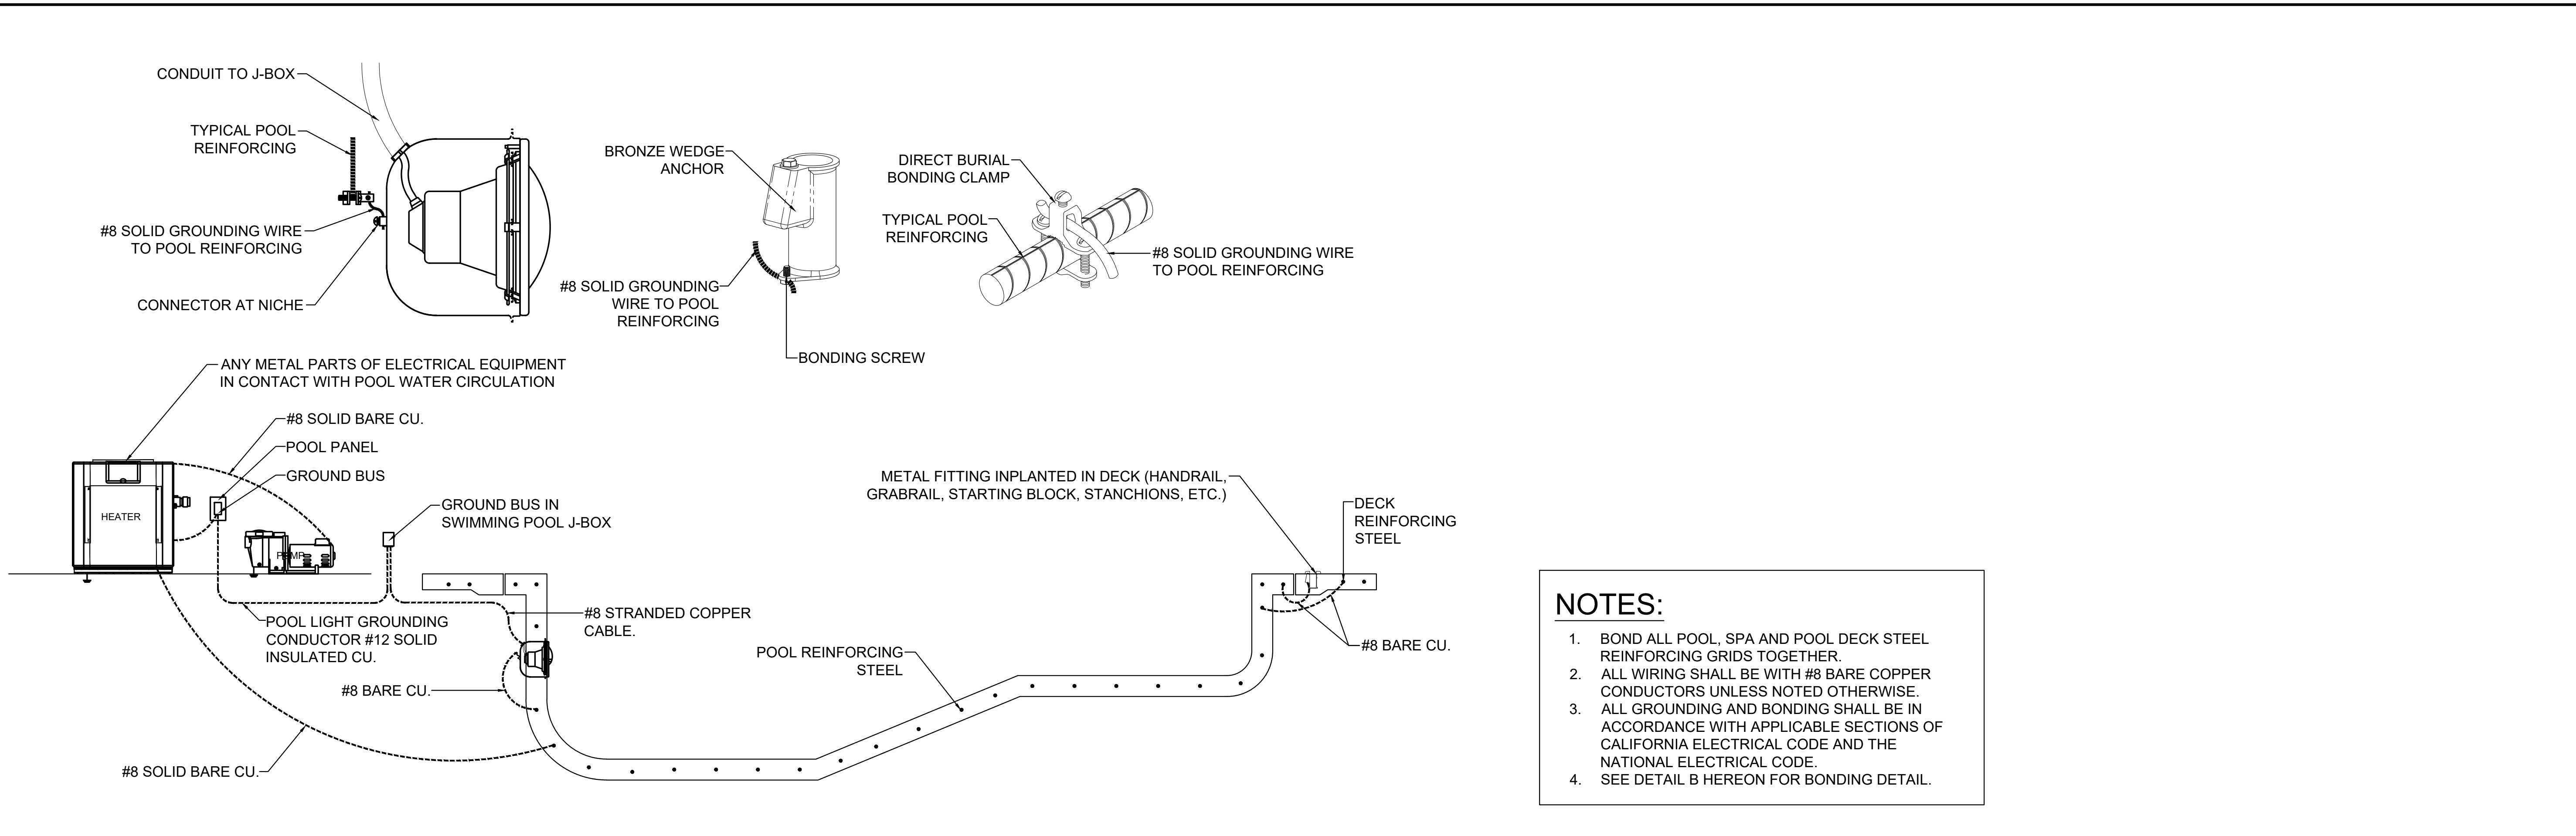 CONDUIT TO J-BOX
TYPICAL POOL
REINFORCING
#8 SOLID GROUNDING WIRE
TO POOL REINFORCING
CONNECTOR AT NICHE
BRONZE WEDGE
ANCHOR
#8 SOLID GROUNDING
WIRE TO POOL
REINFORCING
BONDING SCREW
DIRECT BURIAL
BONDING CLAMP
TYPICAL POOL
REINFORCING
#8 SOLID GROUNDING WIRE
TO POOL REINFORCING
ANY METAL PARTS OF ELECTRICAL EQUIPMENT
IN CONTACT WITH POOL WATER CIRCULATION
#8 SOLID BARE CU.
POOL PANEL
GROUND BUS
HEATER
PUMP
GROUND BUS IN
SWIMMING POOL J-BOX
POOL LIGHT GROUNDING
CONDUCTOR #12 SOLID
INSULATED CU.
#8 STRANDED COPPER
CABLE.
#8 BARE CU.
#8 SOLID BARE CU.
POOL REINFORCING
STEEL
METAL FITTING INPLANTED IN DECK (HANDRAIL,
GRABRAIL, STARTING BLOCK, STANCHIONS, ETC.)
DECK
REINFORCING
STEEL
#8 BARE CU.
NOTES:
1. BOND ALL POOL, SPA AND POOL DECK STEEL
REINFORCING GRIDS TOGETHER.
2. ALL WIRING SHALL BE WITH #8 BARE COPPER
CONDUCTORS UNLESS NOTED OTHERWISE.
3. ALL GROUNDING AND BONDING SHALL BE IN
ACCORDANCE WITH APPLICABLE SECTIONS OF
CALIFORNIA ELECTRICAL CODE AND THE
NATIONAL ELECTRICAL CODE.
4. SEE DETAIL B HEREON FOR BONDING DETAIL.